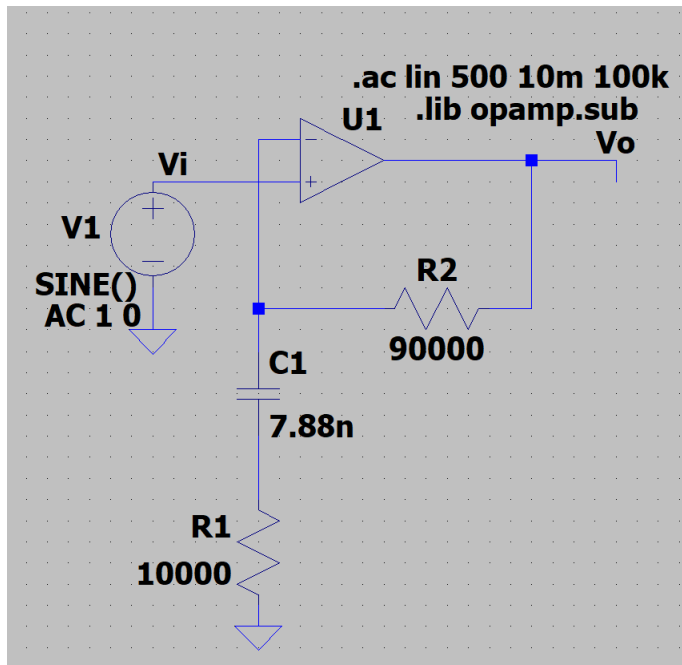 .ac lin 500 10m 100k
.lib opamp.sub
U1
Vo
Vi
V1
SINE()
AC 1 0
R2
90000
C1
7.88n
R1
10000